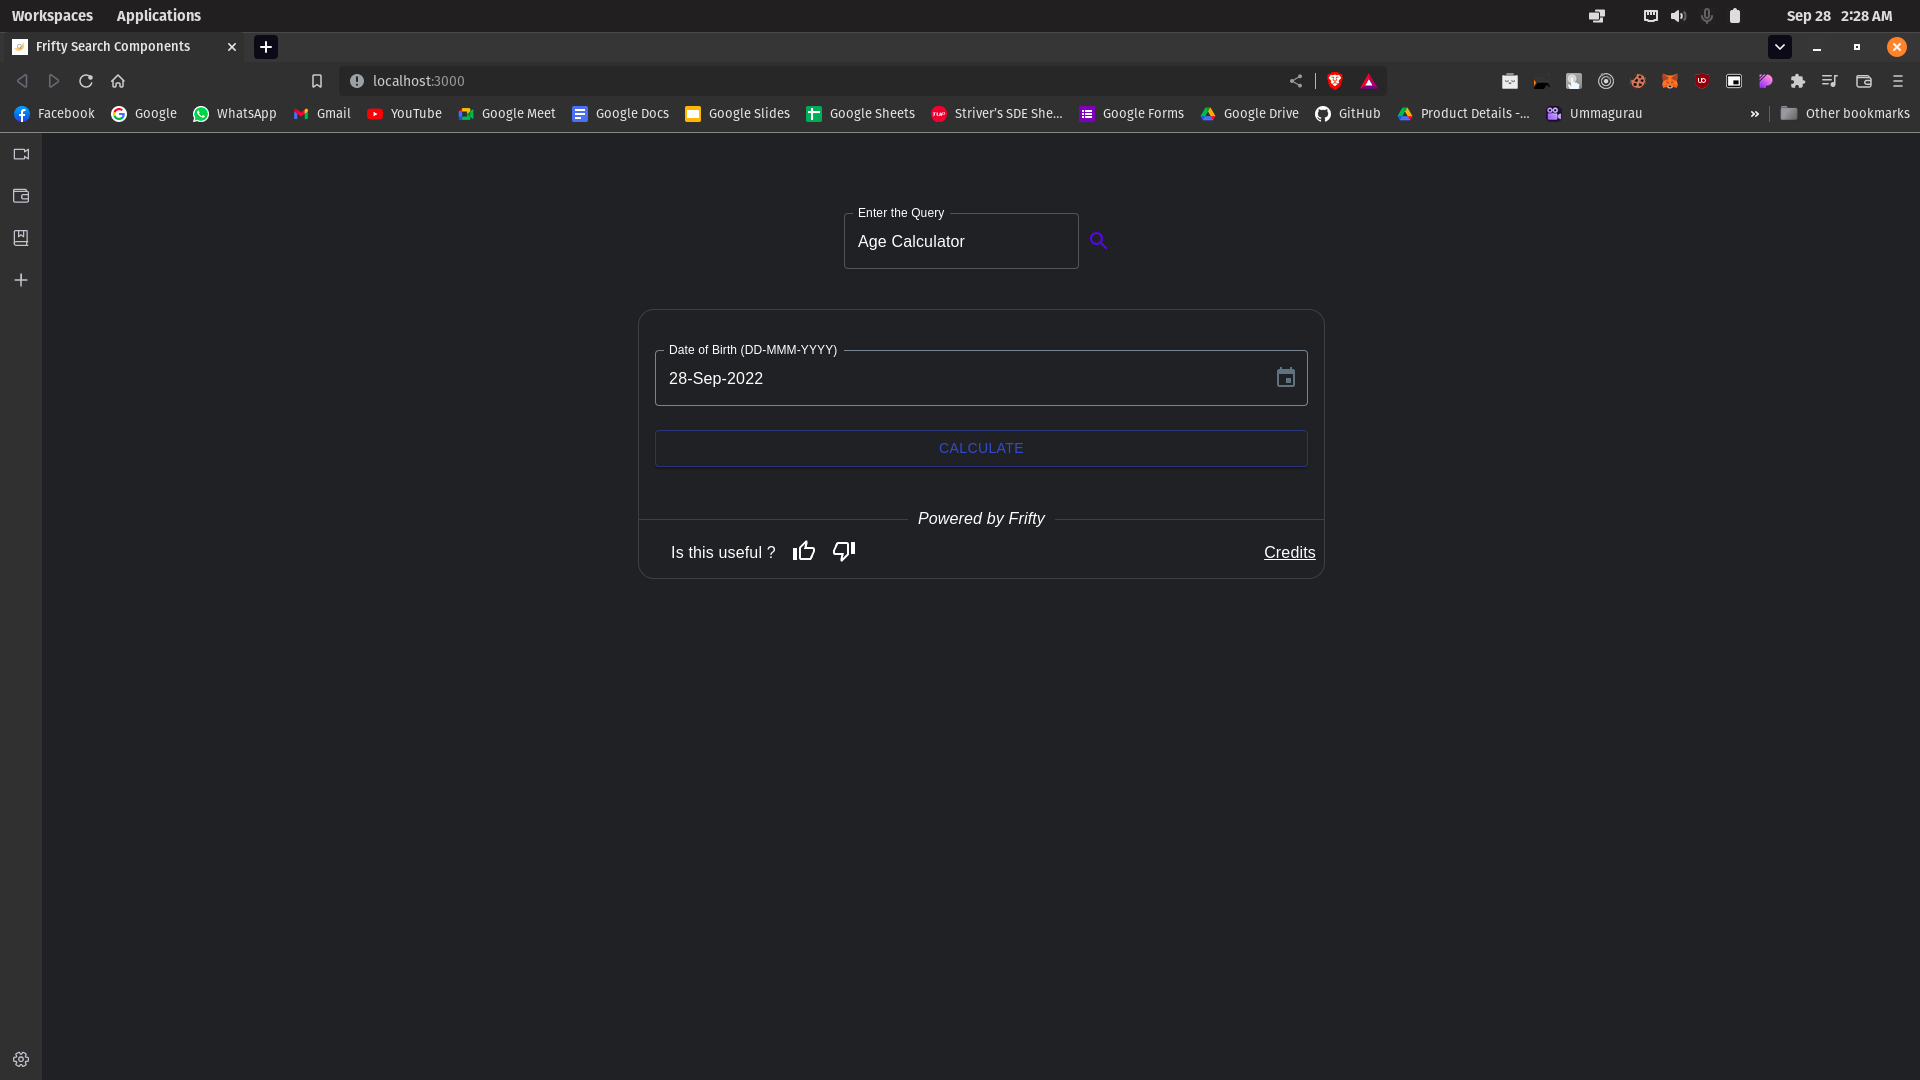 Workspaces Applications Sep 28 2:28 AM
Frifty Search Components
localhost:3000
Facebook Google WhatsApp Gmail YouTube Google Meet Google Docs Google Slides Google Sheets Striver's SDE She... Google Forms Google Drive GitHub Product Details -... Ummagurau » Other bookmarks
Enter the Query
Age Calculator
Date of Birth (DD-MMM-YYYY)
28-Sep-2022
CALCULATE
Powered by Frifty
Is this useful ? Credits